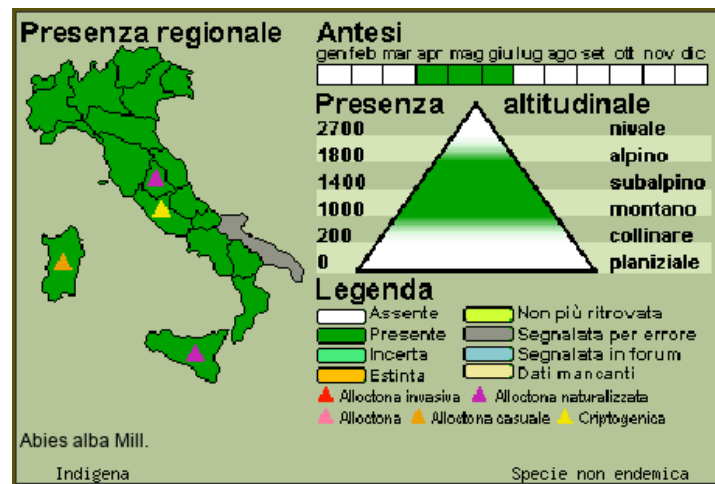 Presenza regionale
Antesi
gen feb mar apr mag giu lug ago set ott nov dic
Presenza altitudinale
2700 nivale
1800 alpino
1400 subalpino
1000 montano
200 collinare
0 planiziale
Legenda
Assente Non più ritrovata
Presente Segnalata per errore
Incerta Segnalata in forum
Estinta Dati mancanti
Alloctona invasiva Alloctona naturalizzata
Alloctona Alloctona casuale Criptogenica
Abies alba Mill.
Indigena Specie non endemica